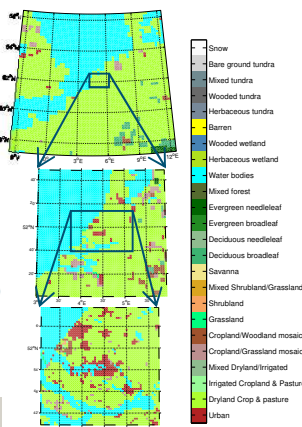 3°E
6°E
9°E
12°E
52°N
5°E
52°N
Snow
Bare ground tundra
Mixed tundra
Wooded tundra
Herbaceous tundra
Barren
Wooded wetland
Herbaceous wetland
Water bodies
Mixed forest
Evergreen needleleaf
Evergreen broadleaf
Deciduous needleleaf
Deciduous broadleaf
Savanna
Mixed Shrubland/Grassland
Shrubland
Grassland
Cropland/Woodland mosaic
Cropland/Grassland mosaic
Mixed Dryland/Irrigated
Irrigated Cropland & Pasture
Dryland Crop & pasture
Urban